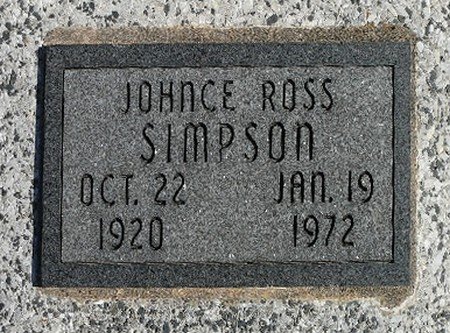 JOHNCE ROSS
SIMPSON
OCT. 22 JAN. 19
1920 1972